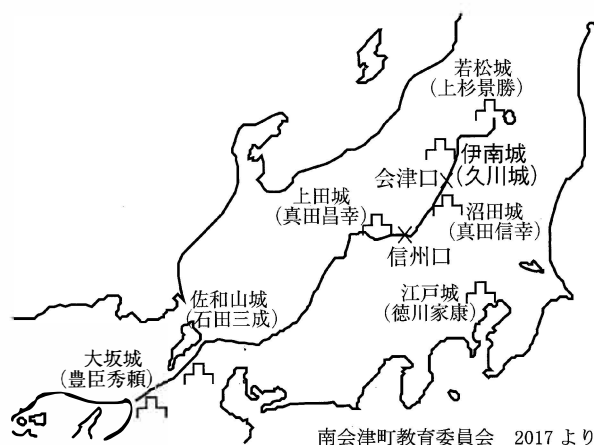 若松城
(上杉景勝)
伊南城
会津口
(久川城)
上田城
(真田昌幸)
沼田城
(真田信幸)
信州口
佐和山城
(石田三成)
江戸城
(徳川家康)
大坂城
(豊臣秀頼)
南会津町教育委員会 2017 より